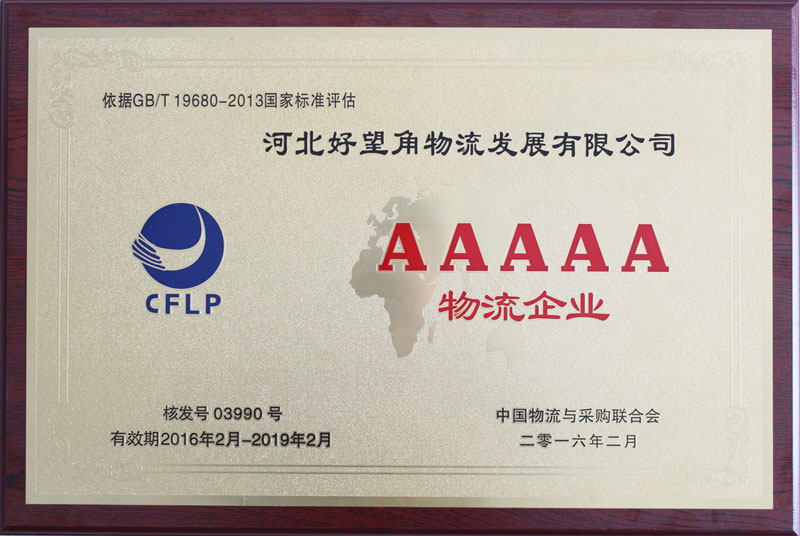 依据GB/T 19680-2013国家标准评估
河北好望角物流发展有限公司
AAAAA
CFLP
物流企业
核发号 03990 号
中国物流与采购联合会
有效期2016年2月-2019年2月
二零一六年二月